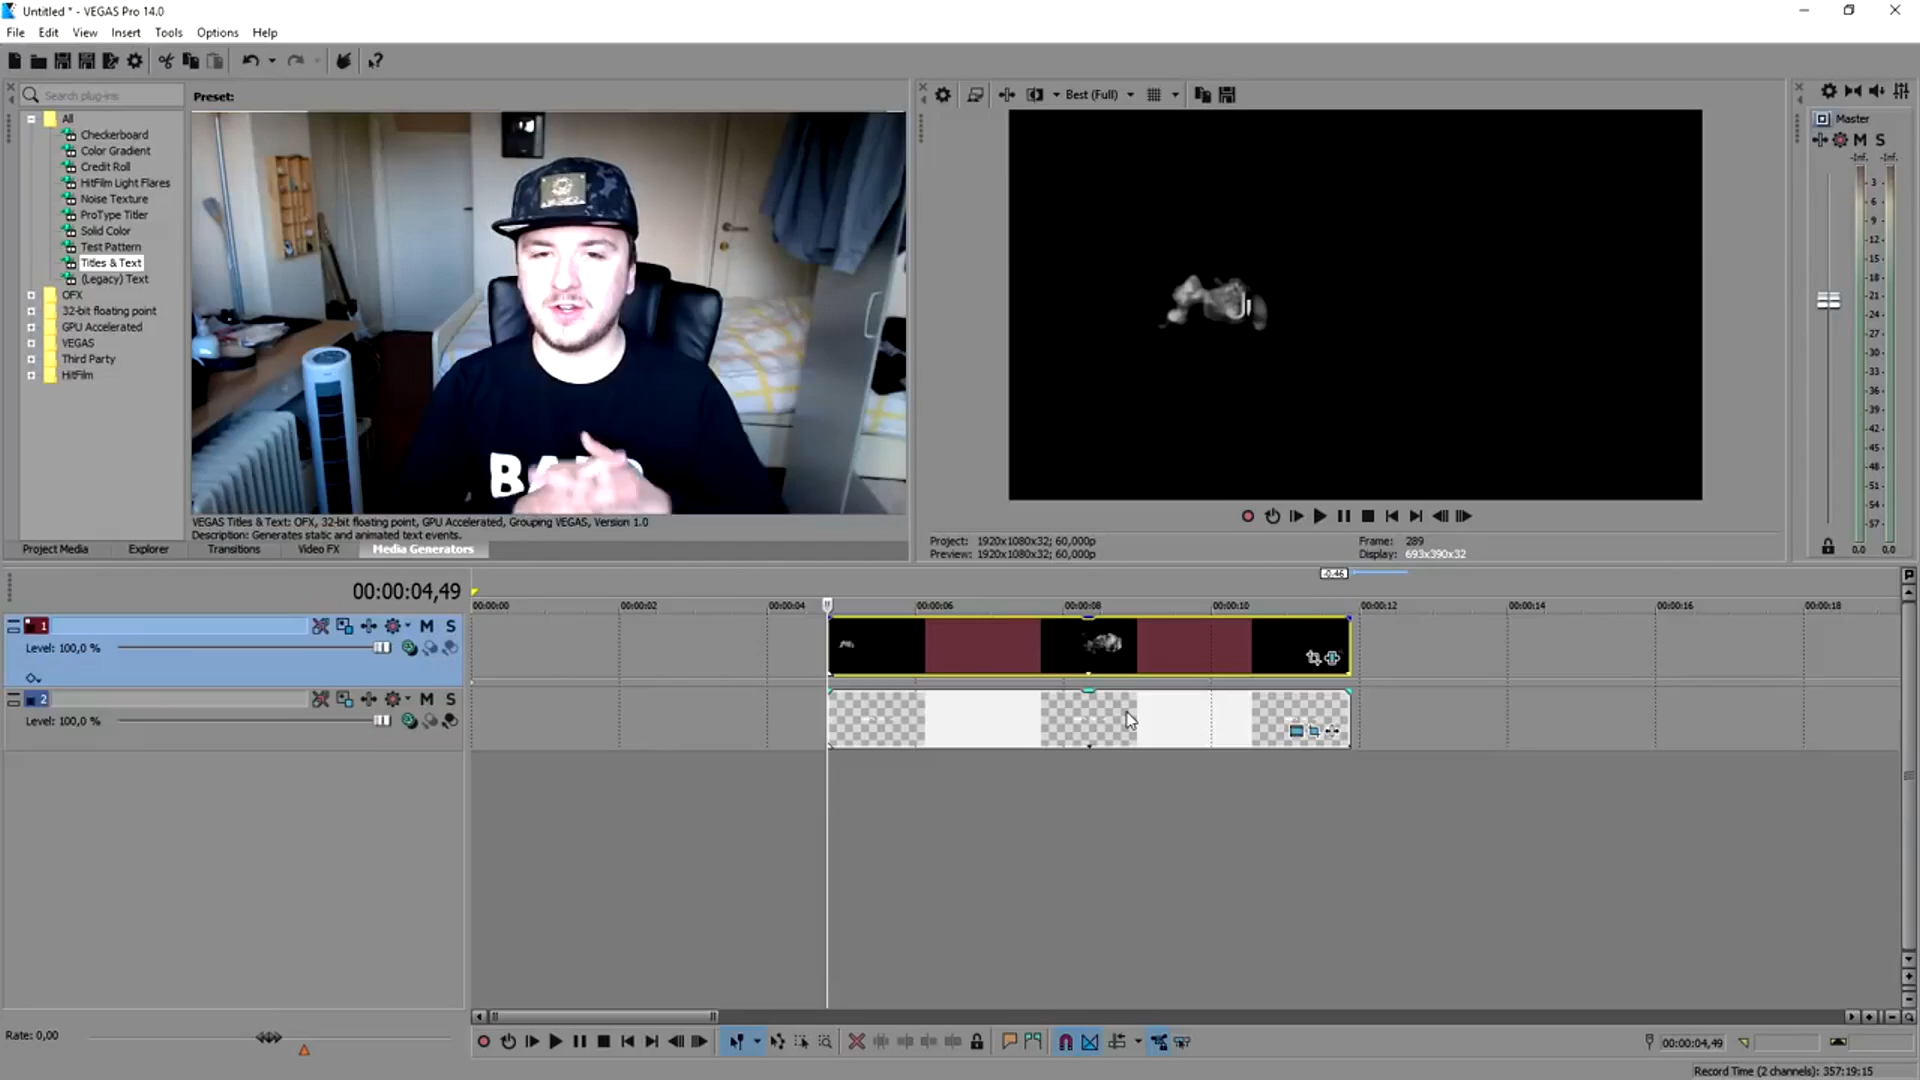 Untitled * - VEGAS Pro 14.0
File Edit View Insert Tools Options Help
Search plug-ins
Preset:
All
Checkerboard
Color Gradient
Credit Roll
HitFilm Light Flares
Noise Texture
ProType Titler
Solid Color
Test Pattern
Titles & Text
(Legacy) Text
OFX
32-bit floating point
GPU Accelerated
VEGAS
Third Party
HitFilm
VEGAS Titles & Text: OFX, 32-bit floating point, GPU Accelerated, Grouping VEGAS, Version 1.0
Description: Generates static and animated text events.
Project Media Explorer Transitions Video FX Media Generators
Best (Full)
Project: 1920x1080x32; 60,000p
Preview: 1920x1080x32; 60,000p
Frame: 289
Display: 693x390x32
Master
M S
-Inf. -Inf.
3
6
9
12
15
18
21
24
27
30
33
36
39
42
45
48
51
54
57
0.0 0.0
-0.46
00:00:04,49
00:00:00 00:00:02 00:00:04 00:00:06 00:00:08 00:00:10 00:00:12 00:00:14 00:00:16 00:00:18
1 M S
Level: 100,0 %
2 M S
Level: 100,0 %
Rate: 0,00
00:00:04,49
Record Time (2 channels): 357:19:15